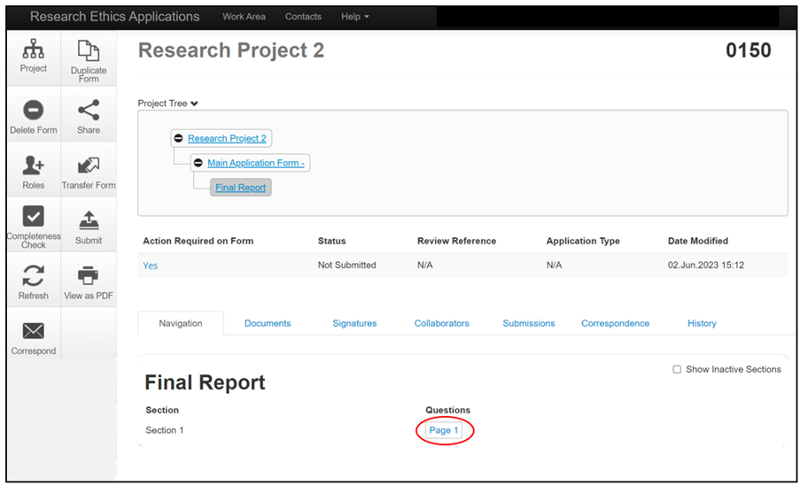 Research Ethics Applications Work Area Contacts Help
Project
Duplicate
Form
Delete Form
Share
Roles
Transfer Form
Completeness
Check
Submit
Refresh
View as PDF
Correspond
Research Project 2 0150
Project Tree
Research Project 2
Main Application Form -
Final Report
Action Required on Form Status Review Reference Application Type Date Modified
Yes Not Submitted N/A N/A 02.Jun.2023 15:12
Navigation Documents Signatures Collaborators Submissions Correspondence History
Show Inactive Sections
Final Report
Section Questions
Section 1 Page 1